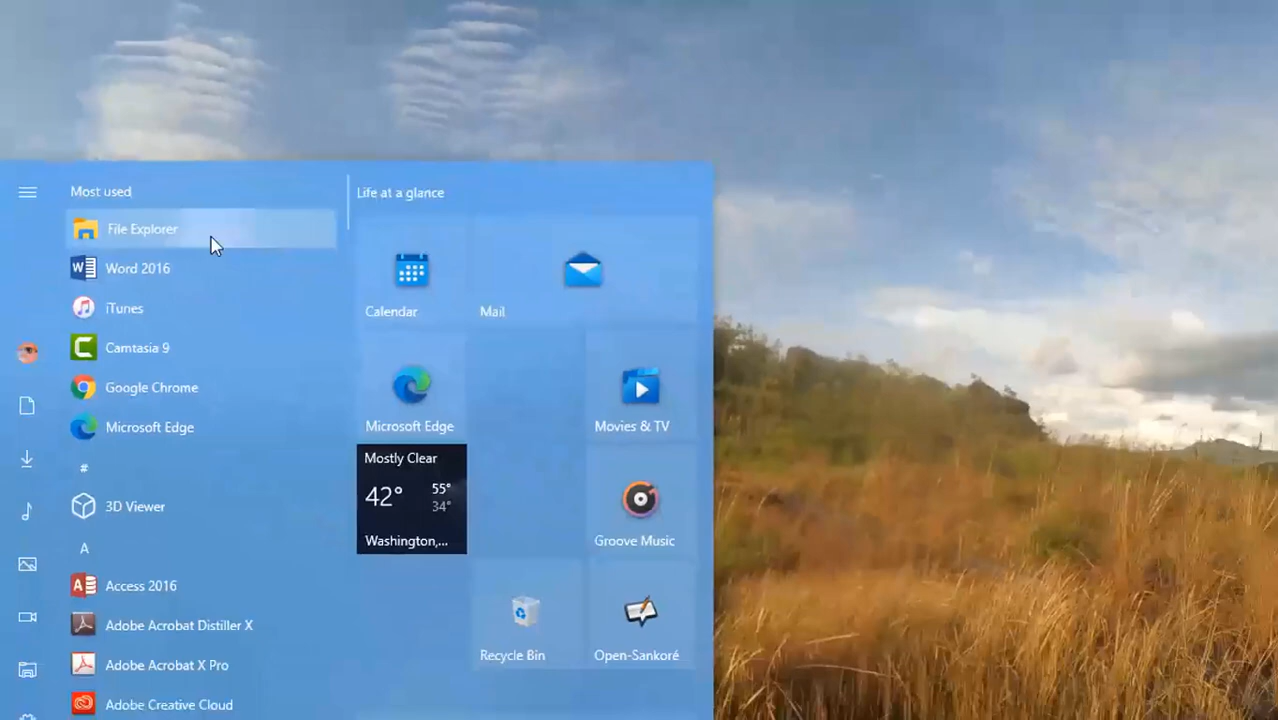 Most used
File Explorer
Word 2016
iTunes
Camtasia 9
Google Chrome
Microsoft Edge
#
3D Viewer
A
Access 2016
Adobe Acrobat Distiller X
Adobe Acrobat X Pro
Adobe Creative Cloud
Life at a glance
Calendar
Mail
Microsoft Edge
Movies & TV
Mostly Clear
42° 55°
34°
Washington,...
Groove Music
Recycle Bin
Open-Sankoré